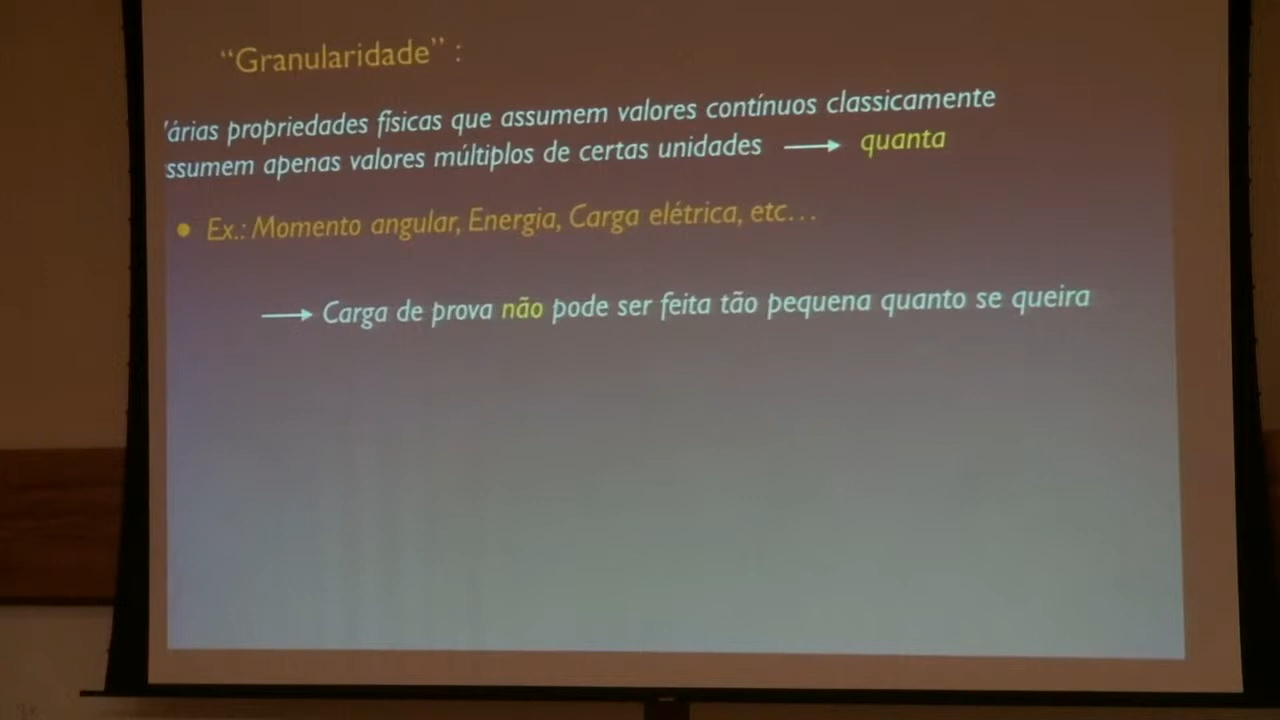 “Granularidade” :
árias propriedades físicas que assumem valores contínuos classicamente
ssumem apenas valores múltiplos de certas unidades → quanta
• Ex.: Momento angular, Energia, Carga elétrica, etc…
→ Carga de prova não pode ser feita tão pequena quanto se queira